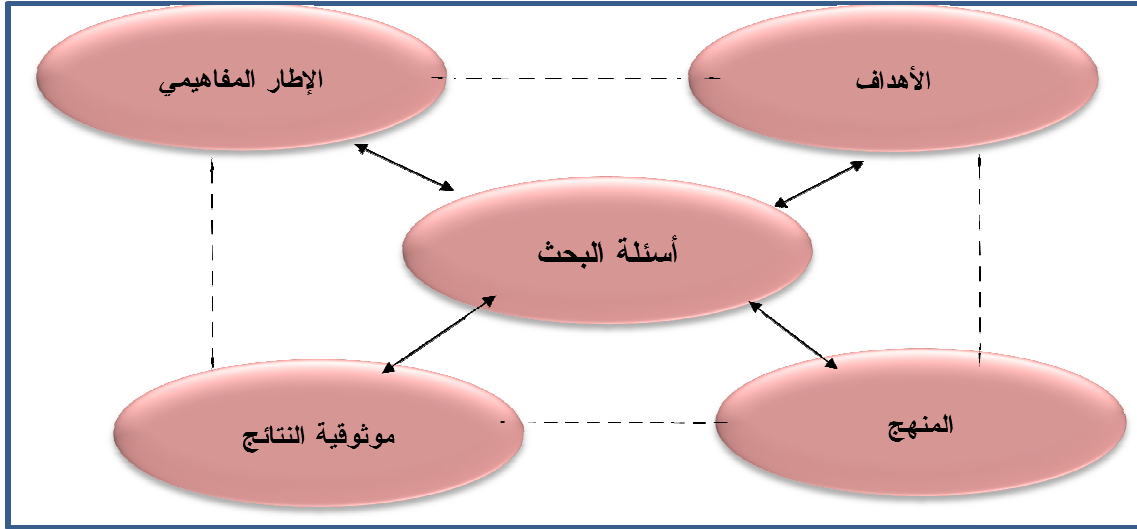 الأهداف
الإطار المفاهيمي
أسئلة البحث
المنهج
موثوقية النتائج